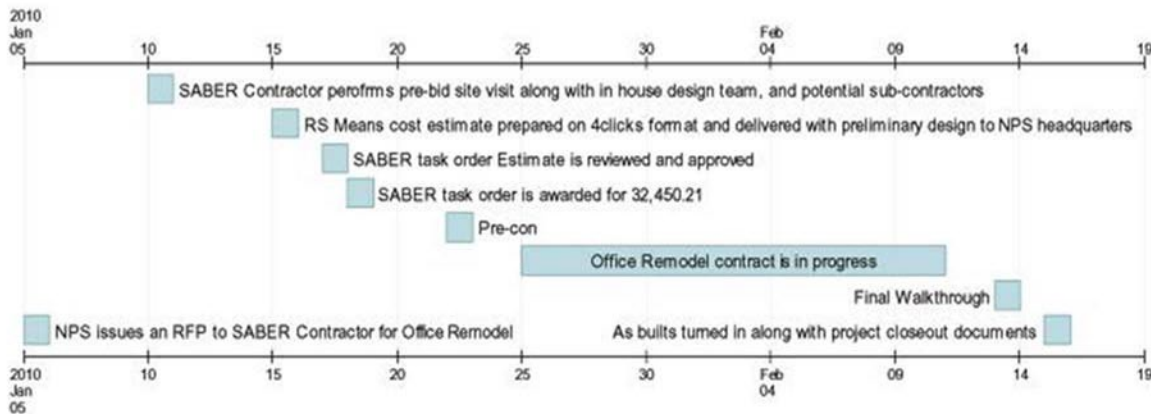 2010
Jan
05
10
15
20
25
30
Feb
04
09
14
19
SABER Contractor perofrms pre-bid site visit along with in house design team, and potential sub-contractors
RS Means cost estimate prepared on 4clicks format and delivered with preliminary design to NPS headquarters
SABER task order Estimate is reviewed and approved
SABER task order is awarded for 32,450.21
Pre-con
Office Remodel contract is in progress
Final Walkthrough
NPS issues an RFP to SABER Contractor for Office Remodel
As builts turned in along with project closeout documents
2010
Jan
05
10
15
20
25
30
Feb
04
09
14
19